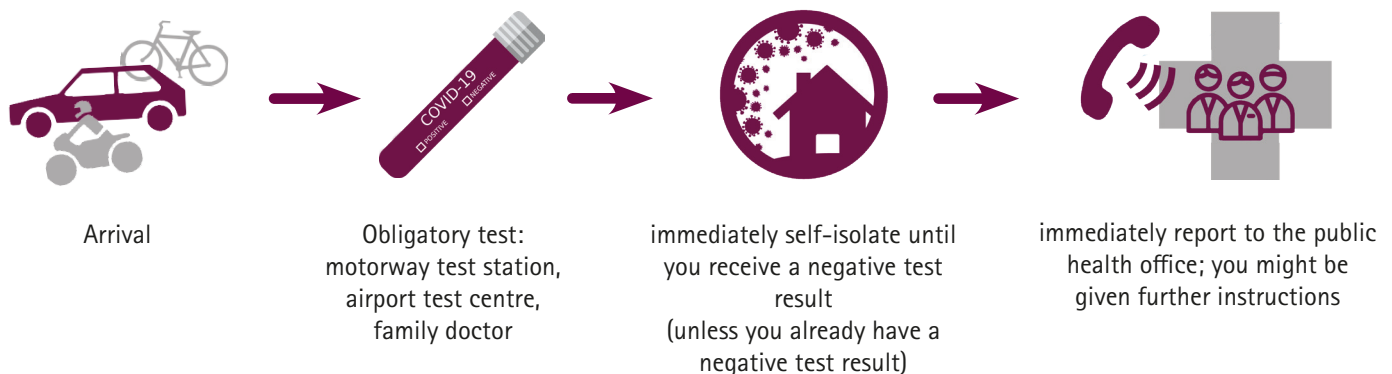 COVID-19
POSITIVE
NEGATIVE
Arrival
Obligatory test:
motorway test station,
airport test centre,
family doctor
immediately self-isolate until
you receive a negative test
result
(unless you already have a
negative test result)
immediately report to the public
health office; you might be
given further instructions